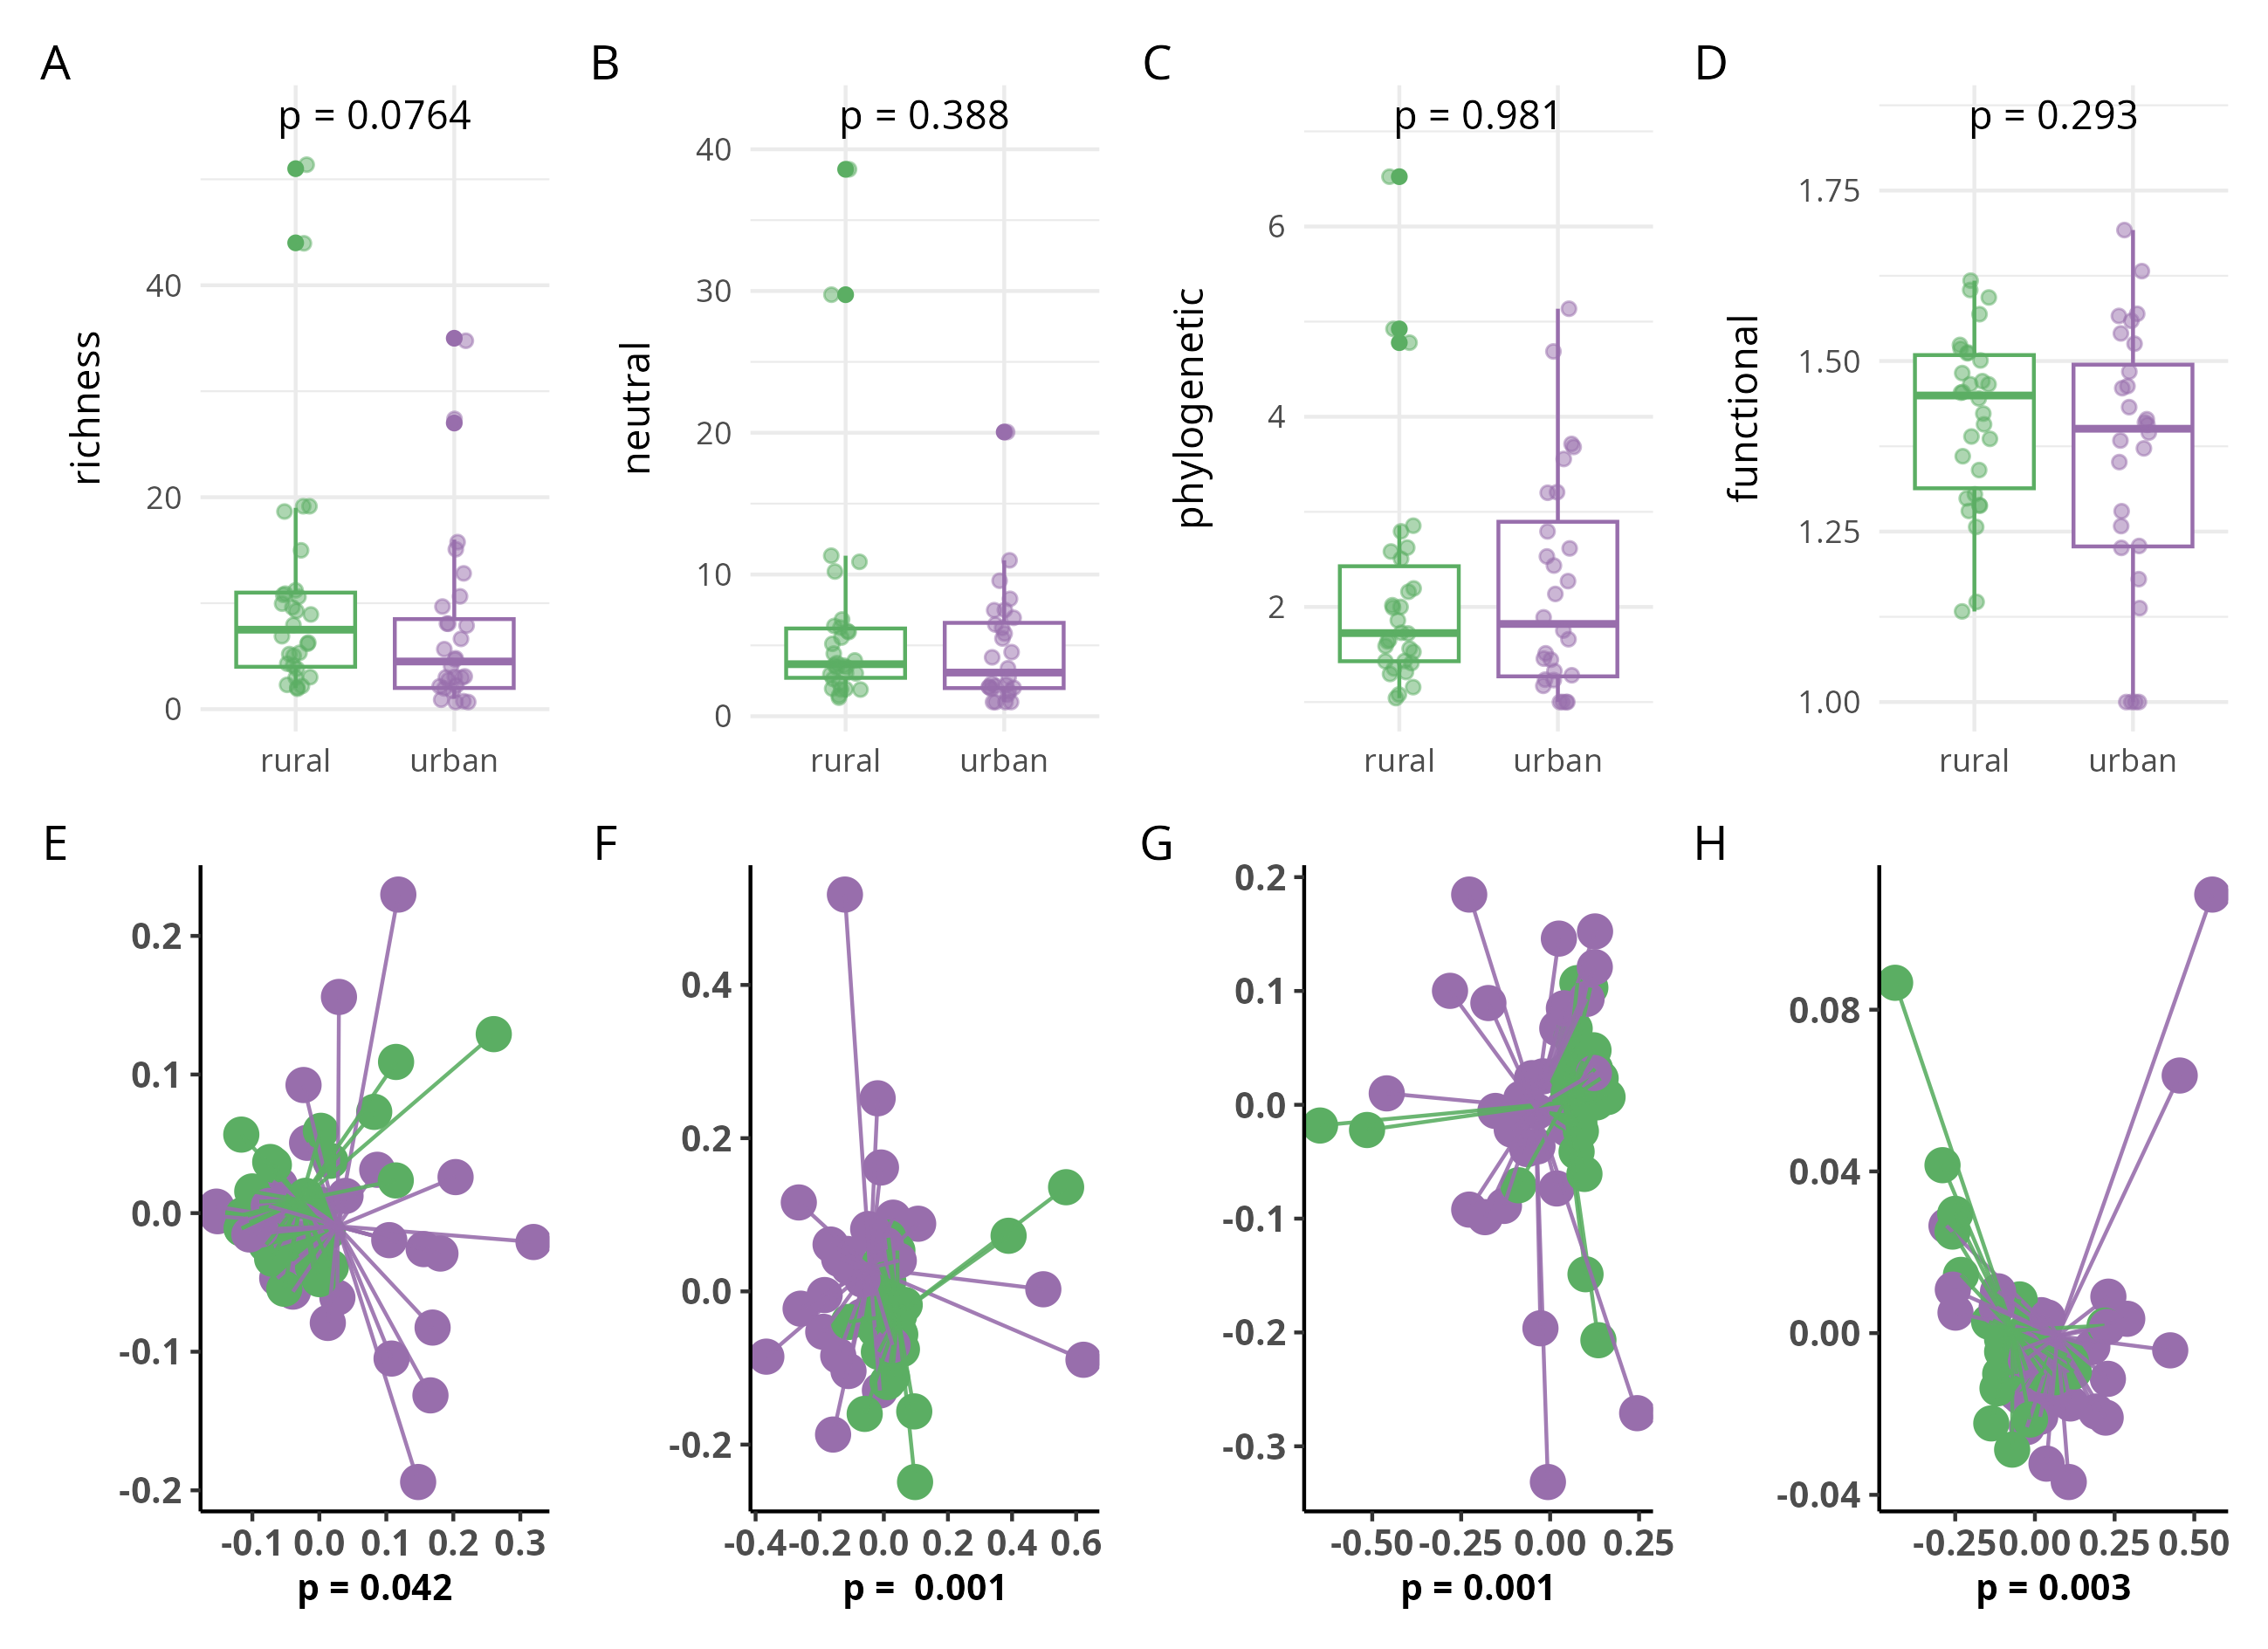 A
p = 0.0764
richness
40
20
0
rural urban
B
p = 0.388
neutral
40
30
20
10
0
rural urban
C
p = 0.981
phylogenetic
6
4
2
rural urban
D
p = 0.293
functional
1.75
1.50
1.25
1.00
rural urban
E
0.2
0.1
0.0
-0.1
-0.2
-0.1 0.0 0.1 0.2 0.3
p = 0.042
F
0.4
0.2
0.0
-0.2
-0.4 -0.2 0.0 0.2 0.4 0.6
p = 0.001
G
0.2
0.1
0.0
-0.1
-0.2
-0.3
-0.50 -0.25 0.00 0.25
p = 0.001
H
0.08
0.04
0.00
-0.04
-0.25 0.00 0.25 0.50
p = 0.003